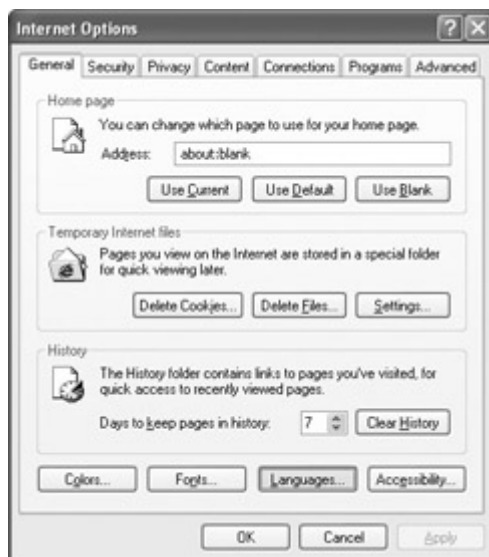 Internet Options
General Security Privacy Content Connections Programs Advanced
Home page
You can change which page to use for your home page.
Address: about:blank
Use Current Use Default Use Blank
Temporary Internet files
Pages you view on the Internet are stored in a special folder
for quick viewing later.
Delete Cookies... Delete Files... Settings...
History
The History folder contains links to pages you've visited, for
quick access to recently viewed pages.
Days to keep pages in history: 7 Clear History
Colors... Fonts... Languages... Accessibility...
OK Cancel Apply